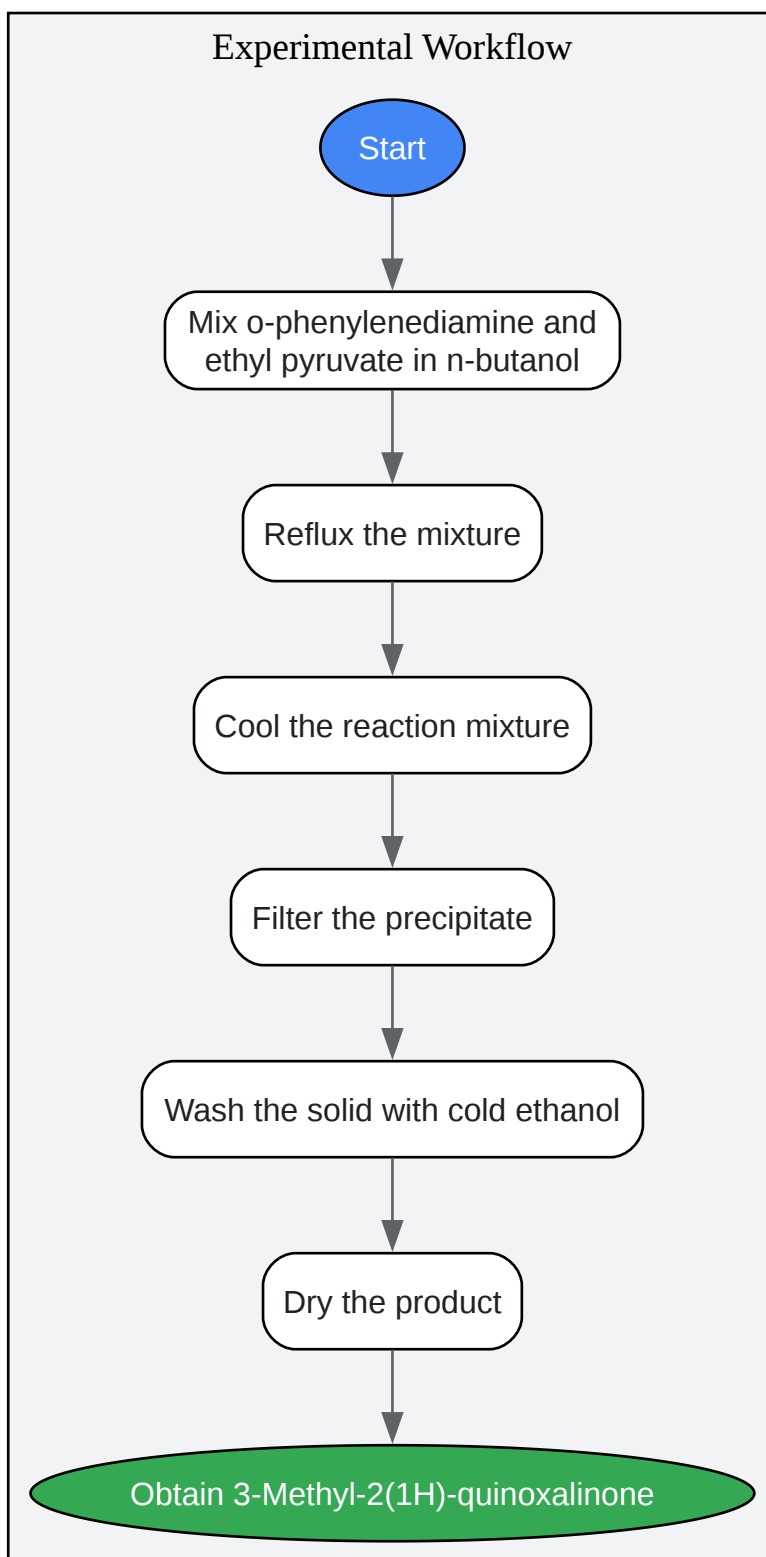 Experimental Workflow
Start
Mix o-phenylenediamine and
ethyl pyruvate in n-butanol
Reflux the mixture
Cool the reaction mixture
Filter the precipitate
Wash the solid with cold ethanol
Dry the product
Obtain 3-Methyl-2(1H)-quinoxalinone